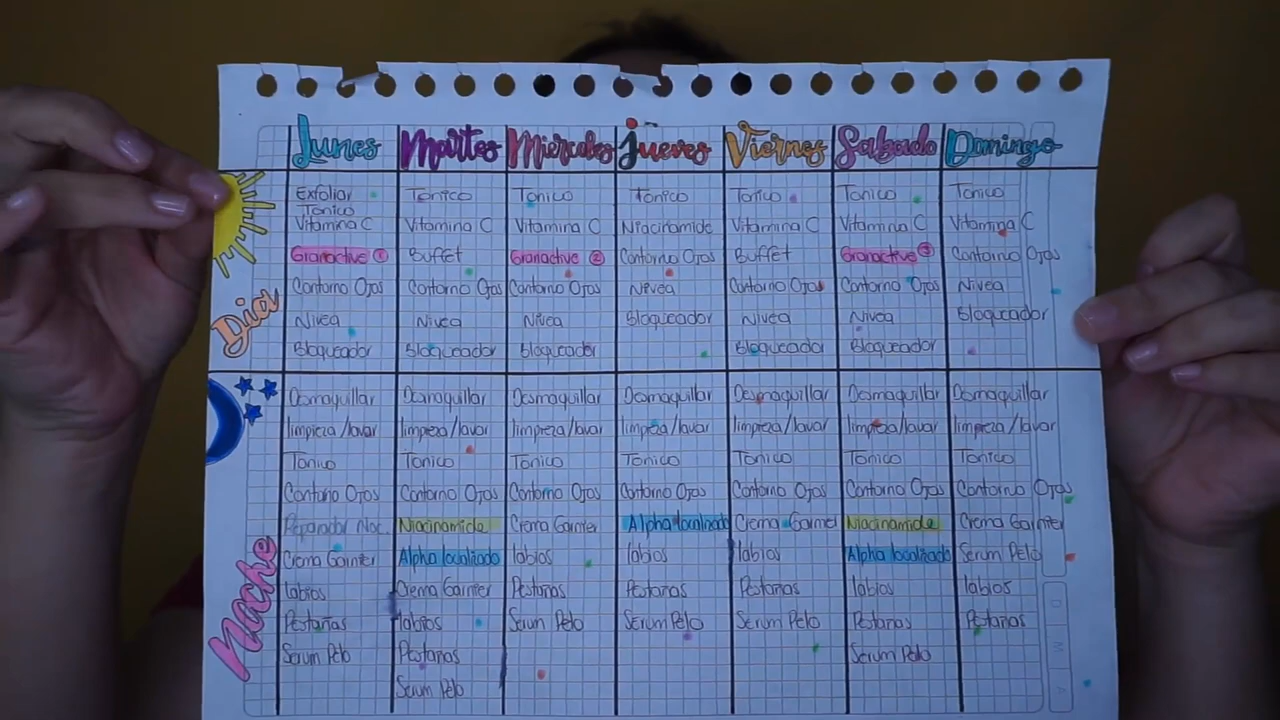 Lunes Martes Miercoles Jueves Viernes Sabado Domingo
Dia
Exfoliar Tonico Tonico Tonico Tonico Tonico Tonico
Tonico
Vitamina C Vitamina C Vitamina C Niacinamide Vitamina C Vitamina C Vitamina C
Granactive 1 Buffet Granactive 2 Contorno Ojos Buffet Granactive 3 Contorno Ojos
Contorno Ojos Contorno Ojos Contorno Ojos Nivea Contorno Ojos Contorno Ojos Nivea
Nivea Nivea Nivea Bloqueador Nivea Nivea Bloqueador
Bloqueador Bloqueador Bloqueador Bloqueador Bloqueador
Noche
Desmaquillar Desmaquillar Desmaquillar Desmaquillar Desmaquillar Desmaquillar Desmaquillar
limpieza/lavar limpieza/lavar limpieza/lavar limpieza/lavar limpieza/lavar limpieza/lavar limpieza/lavar
Tonico Tonico Tonico Tonico Tonico Tonico Tonico
Contorno Ojos Contorno Ojos Contorno Ojos Contorno Ojos Contorno Ojos Contorno Ojos Contorno Ojos
Reparador Noc. Niacinamide Crema Garnier Alpha localizado Crema Garnier Niacinamide Crema Garnier
Crema Garnier Alpha localizado labios labios labios Alpha localizado Serum Pelo
labios Crema Garnier Pestañas Pestañas Pestañas labios labios
Pestañas labios Serum Pelo Serum Pelo Serum Pelo Pestañas Pestañas
Serum Pelo Pestañas Serum Pelo
Serum Pelo
D M A